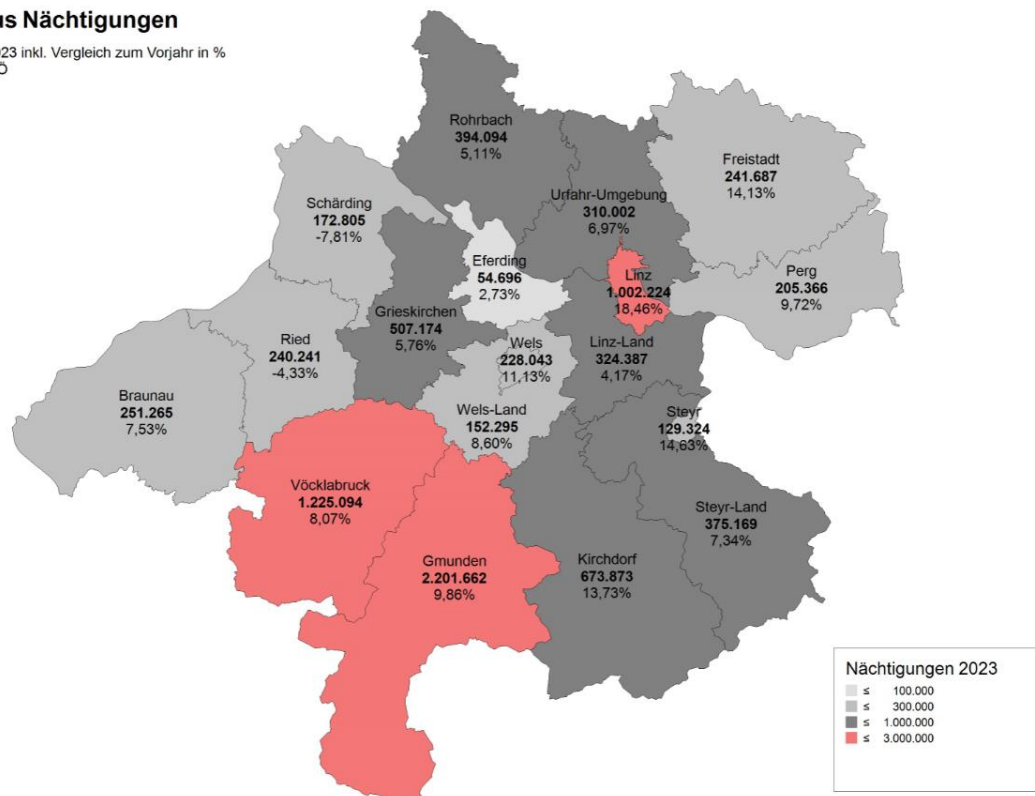 Nächtigungen
inkl. Vergleich zum Vorjahr in %
Rohrbach
394.094
5,11%
Freistadt
241.687
14,13%
Urfahr-Umgebung
310.002
6,97%
Schärding
172.805
-7,81%
Eferding
54.696
2,73%
Linz
1.002.224
18,46%
Perg
205.366
9,72%
Grieskirchen
507.174
5,76%
Ried
240.241
-4,33%
Wels
228.043
11,13%
Linz-Land
324.387
4,17%
Braunau
251.265
7,53%
Wels-Land
152.295
8,60%
Steyr
129.324
14,63%
Vöcklabruck
1.225.094
8,07%
Steyr-Land
375.169
7,34%
Gmunden
2.201.662
9,86%
Kirchdorf
673.873
13,73%
Nächtigungen 2023
≤ 100.000
≤ 300.000
≤ 1.000.000
≤ 3.000.000